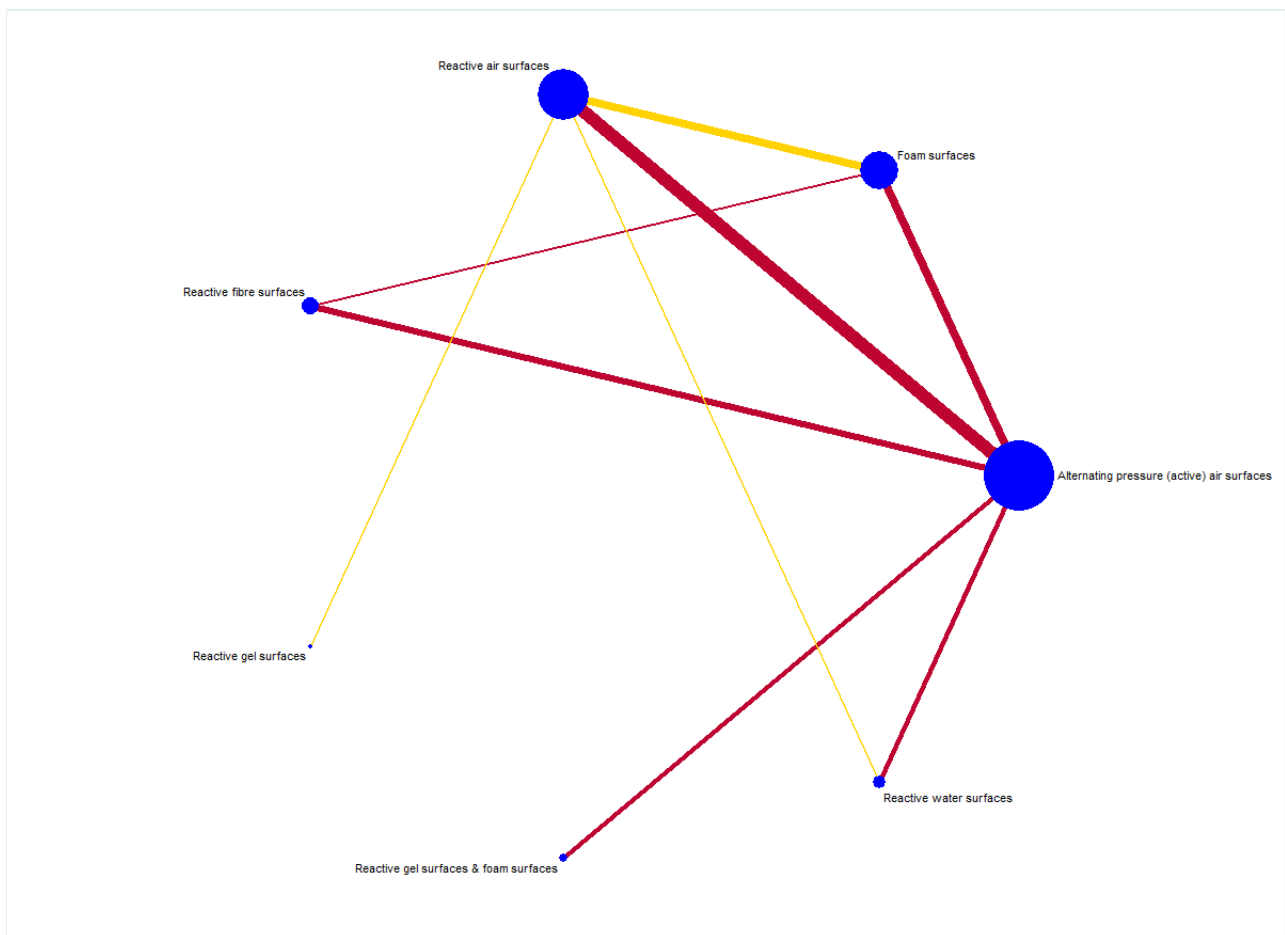 Reactive air surfaces
Foam surfaces
Reactive fibre surfaces
Alternating pressure (active) air surfaces
Reactive gel surfaces
Reactive water surfaces
Reactive gel surfaces & foam surfaces